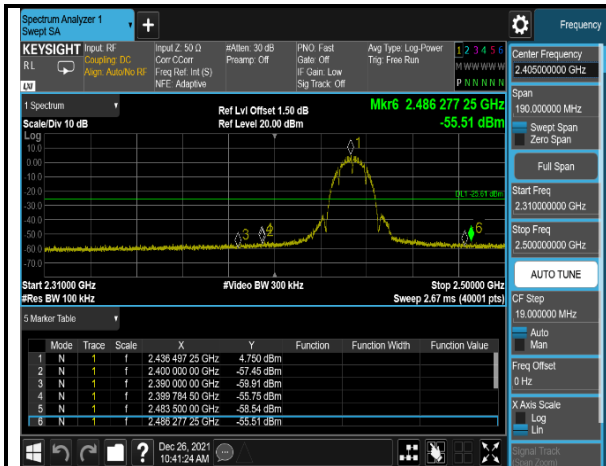 Spectrum Analyzer 1
Swept SA
+
Frequency
KEYSIGHT Input: RF
RL
Coupling: DC
Align: Auto/No RF
LXI
Input Z: 50 Ω
Corr CCorr
Freq Ref: Int (S)
NFE: Adaptive
#Atten: 30 dB
Preamp: Off
PNO: Fast
Gate: Off
IF Gain: Low
Sig Track: Off
Avg Type: Log-Power
Trig: Free Run
1 2 3 4 5 6
M W W W W W
P N N N N N
1 Spectrum
Scale/Div 10 dB
Ref Lvl Offset 1.50 dB
Ref Level 20.00 dBm
Mkr6 2.486 277 25 GHz
-55.51 dBm
Log
10.0
0.00
-10.0
-20.0
-30.0
-40.0
-50.0
-60.0
-70.0
1
DL1 -25.61 dBm
3
6
Start 2.31000 GHz
#Res BW 100 kHz
#Video BW 300 kHz
Stop 2.50000 GHz
Sweep 2.67 ms (40001 pts)
5 Marker Table
Mode Trace Scale X Y Function Function Width Function Value
1 N 1 f 2.436 497 25 GHz 4.750 dBm
2 N 1 f 2.400 000 00 GHz -57.45 dBm
3 N 1 f 2.390 000 00 GHz -59.91 dBm
4 N 1 f 2.399 784 50 GHz -55.75 dBm
5 N 1 f 2.483 500 00 GHz -58.54 dBm
6 N 1 f 2.486 277 25 GHz -55.51 dBm
?
Dec 26, 2021
10:41:24 AM
Center Frequency
2.405000000 GHz
Span
190.000000 MHz
Swept Span
Zero Span
Full Span
Start Freq
2.310000000 GHz
Stop Freq
2.500000000 GHz
AUTO TUNE
CF Step
19.000000 MHz
Auto
Man
Freq Offset
0 Hz
X Axis Scale
Log
Lin
Signal Track
(Span Zoom)